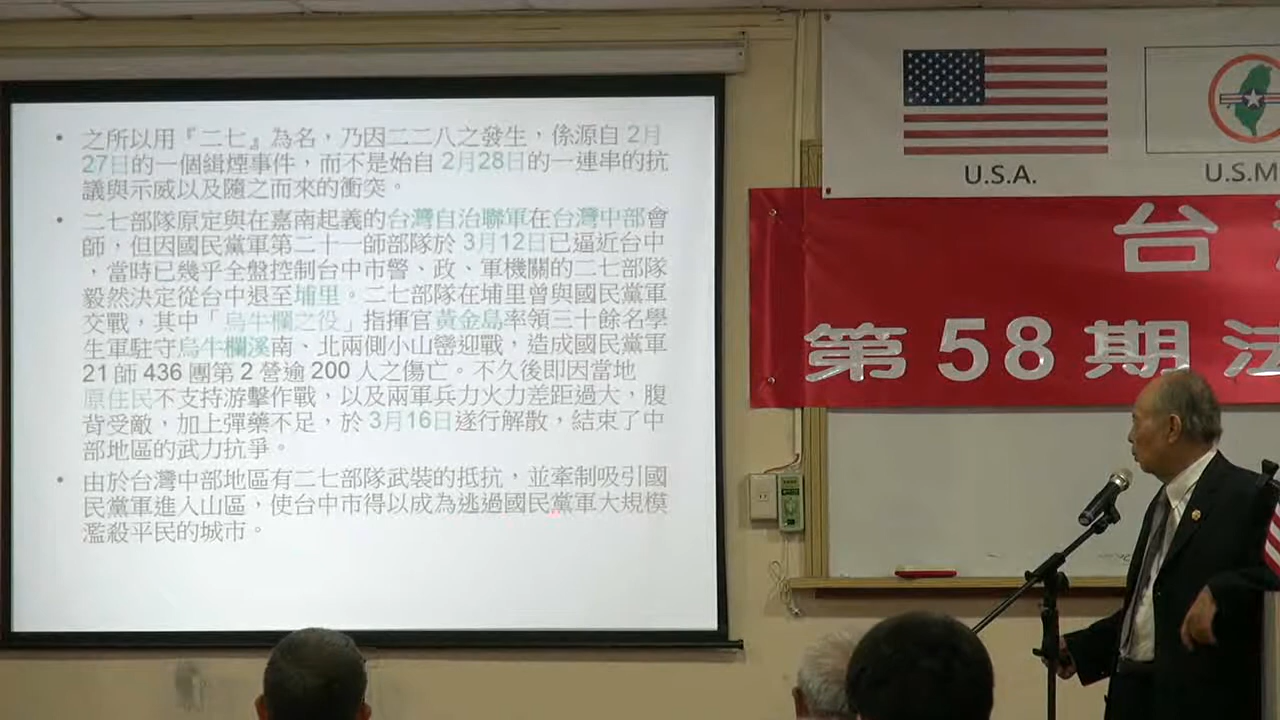 • 之所以用『二七』為名，乃因二二八之發生，係源自 2月
27日的一個緝煙事件，而不是始自 2月28日的一連串的抗
議與示威以及隨之而來的衝突。
• 二七部隊原定與在嘉南起義的台灣自治聯軍在台灣中部會
師，但因國民黨軍第二十一師部隊於 3月12日已逼近台中
，當時已幾乎全盤控制台中市警、政、軍機關的二七部隊
毅然決定從台中退至埔里。二七部隊在埔里曾與國民黨軍
交戰，其中「烏牛欄之役」指揮官黃金島率領三十餘名學
生軍駐守烏牛欄溪南、北兩側小山巒迎戰，造成國民黨軍
21 師 436 團第 2 營逾 200 人之傷亡。不久後即因當地
原住民不支持游擊作戰，以及兩軍兵力火力差距過大，腹
背受敵，加上彈藥不足，於 3月16日遂行解散，結束了中
部地區的武力抗爭。
• 由於台灣中部地區有二七部隊武裝的抵抗，並牽制吸引國
民黨軍進入山區，使台中市得以成為逃過國民黨軍大規模
濫殺平民的城市。
U.S.A.
U.S.M
台
第58期法